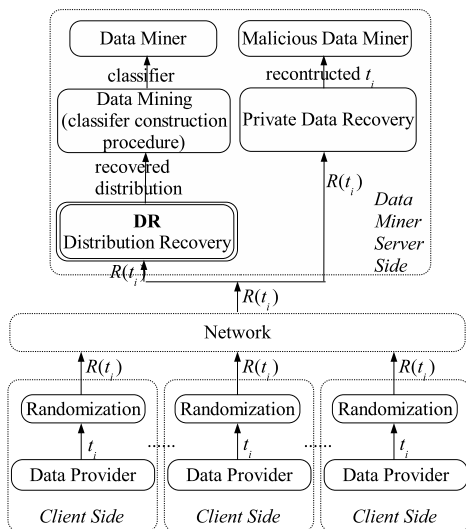 Data Miner
Malicious Data Miner
classifier
recontructed t_i
Data Mining
(classifer construction
procedure)
Private Data Recovery
recovered
distribution
R(t_i)
Data
Miner
Server
Side
DR
Distribution Recovery
R(t_i)
R(t_i)
Network
R(t_i)
R(t_i)
R(t_i)
Randomization
Randomization
Randomization
t_i
t_i
t_i
......
......
Data Provider
Data Provider
Data Provider
Client Side
Client Side
Client Side